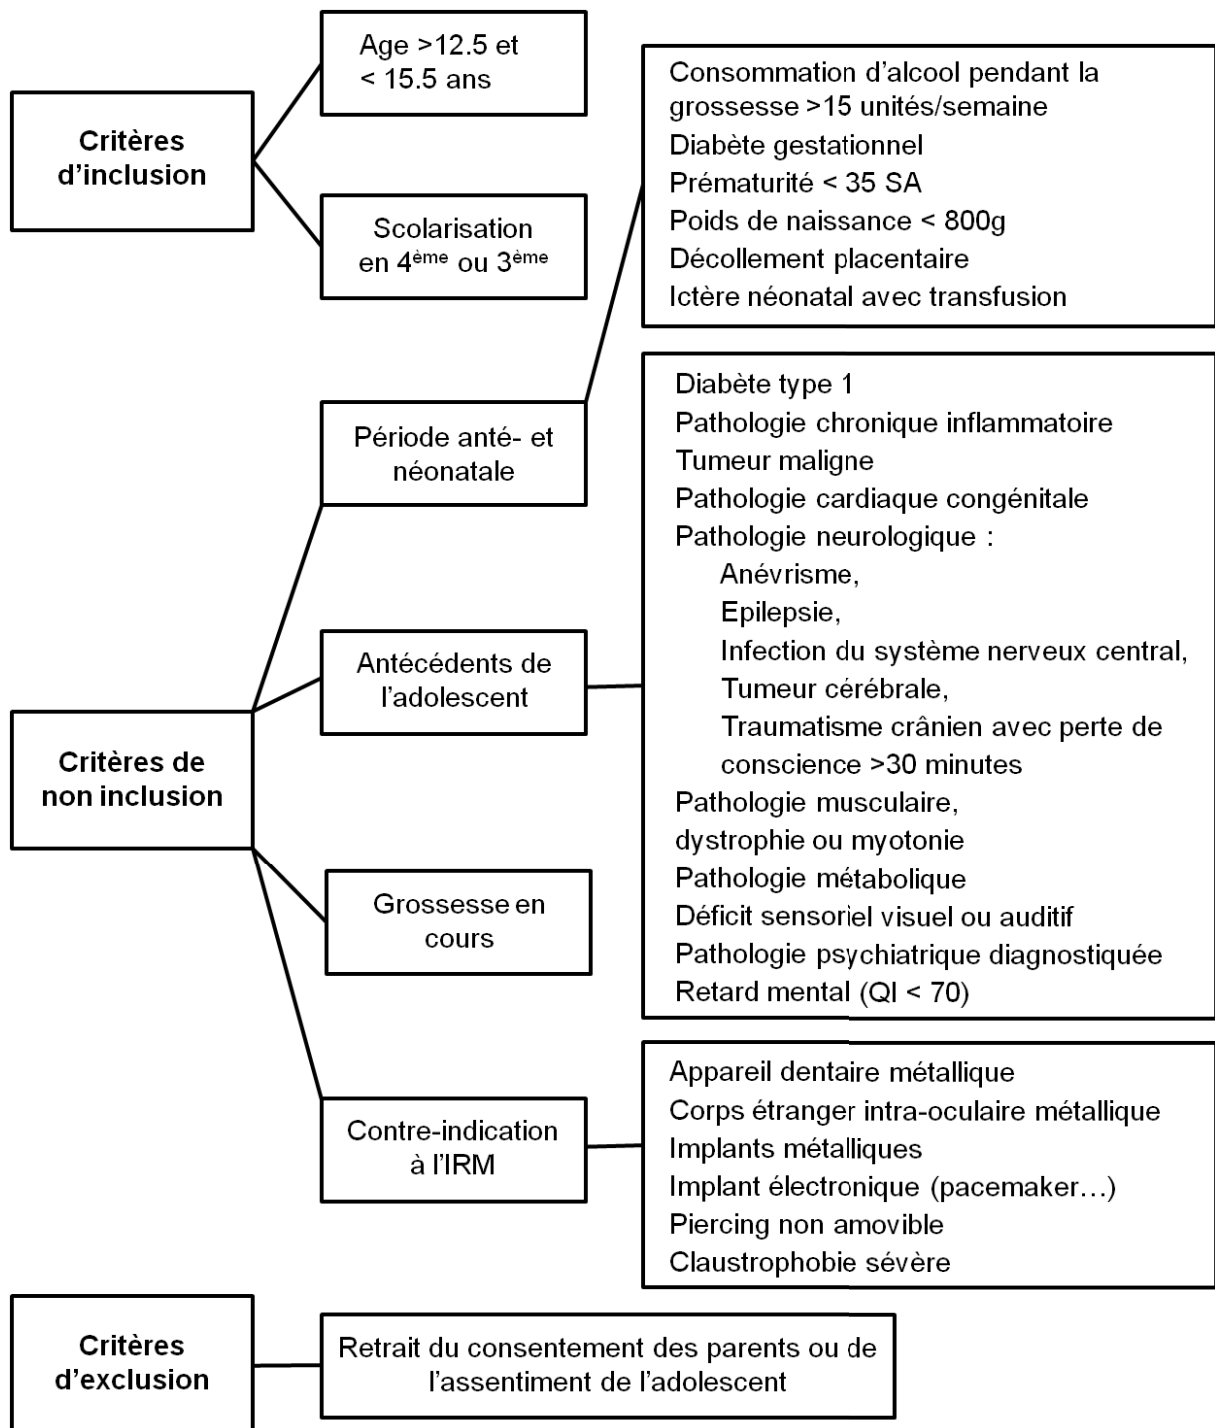 Critères
d'inclusion
Age >12.5 et
< 15.5 ans
Scolarisation
en 4ème ou 3ème
Critères de
non inclusion
Période anté- et
néonatale
Consommation d'alcool pendant la
grossesse >15 unités/semaine
Diabète gestationnel
Prématurité < 35 SA
Poids de naissance < 800g
Décollement placentaire
Ictère néonatal avec transfusion
Antécédents de
l'adolescent
Diabète type 1
Pathologie chronique inflammatoire
Tumeur maligne
Pathologie cardiaque congénitale
Pathologie neurologique :
Anévrisme,
Epilepsie,
Infection du système nerveux central,
Tumeur cérébrale,
Traumatisme crânien avec perte de
conscience >30 minutes
Pathologie musculaire,
dystrophie ou myotonie
Pathologie métabolique
Déficit sensoriel visuel ou auditif
Pathologie psychiatrique diagnostiquée
Retard mental (QI < 70)
Grossesse en
cours
Contre-indication
à l'IRM
Appareil dentaire métallique
Corps étranger intra-oculaire métallique
Implants métalliques
Implant électronique (pacemaker…)
Piercing non amovible
Claustrophobie sévère
Critères
d'exclusion
Retrait du consentement des parents ou de
l'assentiment de l'adolescent